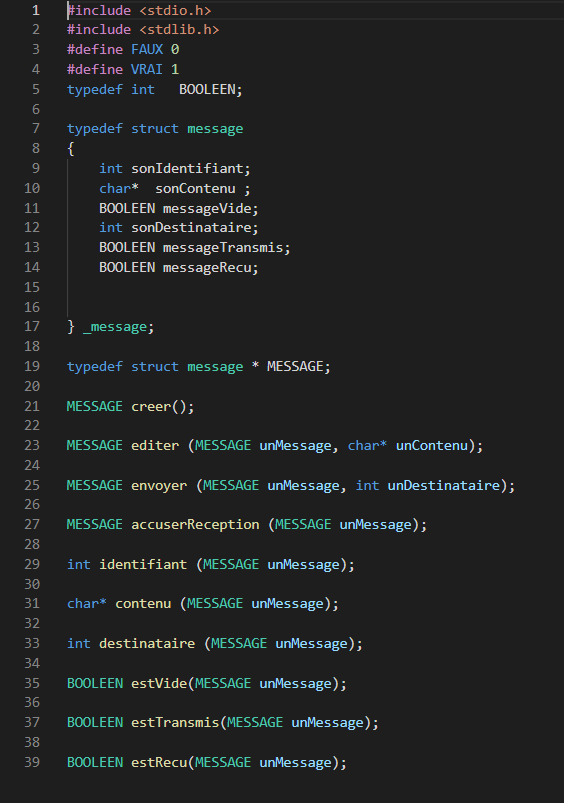 1 #include <stdio.h>
2 #include <stdlib.h>
3 #define FAUX 0
4 #define VRAI 1
5 typedef int   BOOLEEN;
6
7 typedef struct message
8 {
9     int sonIdentifiant;
10     char*  sonContenu ;
11     BOOLEEN messageVide;
12     int sonDestinataire;
13     BOOLEEN messageTransmis;
14     BOOLEEN messageRecu;
15
16
17 } _message;
18
19 typedef struct message * MESSAGE;
20
21 MESSAGE creer();
22
23 MESSAGE editer (MESSAGE unMessage, char* unContenu);
24
25 MESSAGE envoyer (MESSAGE unMessage, int unDestinataire);
26
27 MESSAGE accuserReception (MESSAGE unMessage);
28
29 int identifiant (MESSAGE unMessage);
30
31 char* contenu (MESSAGE unMessage);
32
33 int destinataire (MESSAGE unMessage);
34
35 BOOLEEN estVide(MESSAGE unMessage);
36
37 BOOLEEN estTransmis(MESSAGE unMessage);
38
39 BOOLEEN estRecu(MESSAGE unMessage);